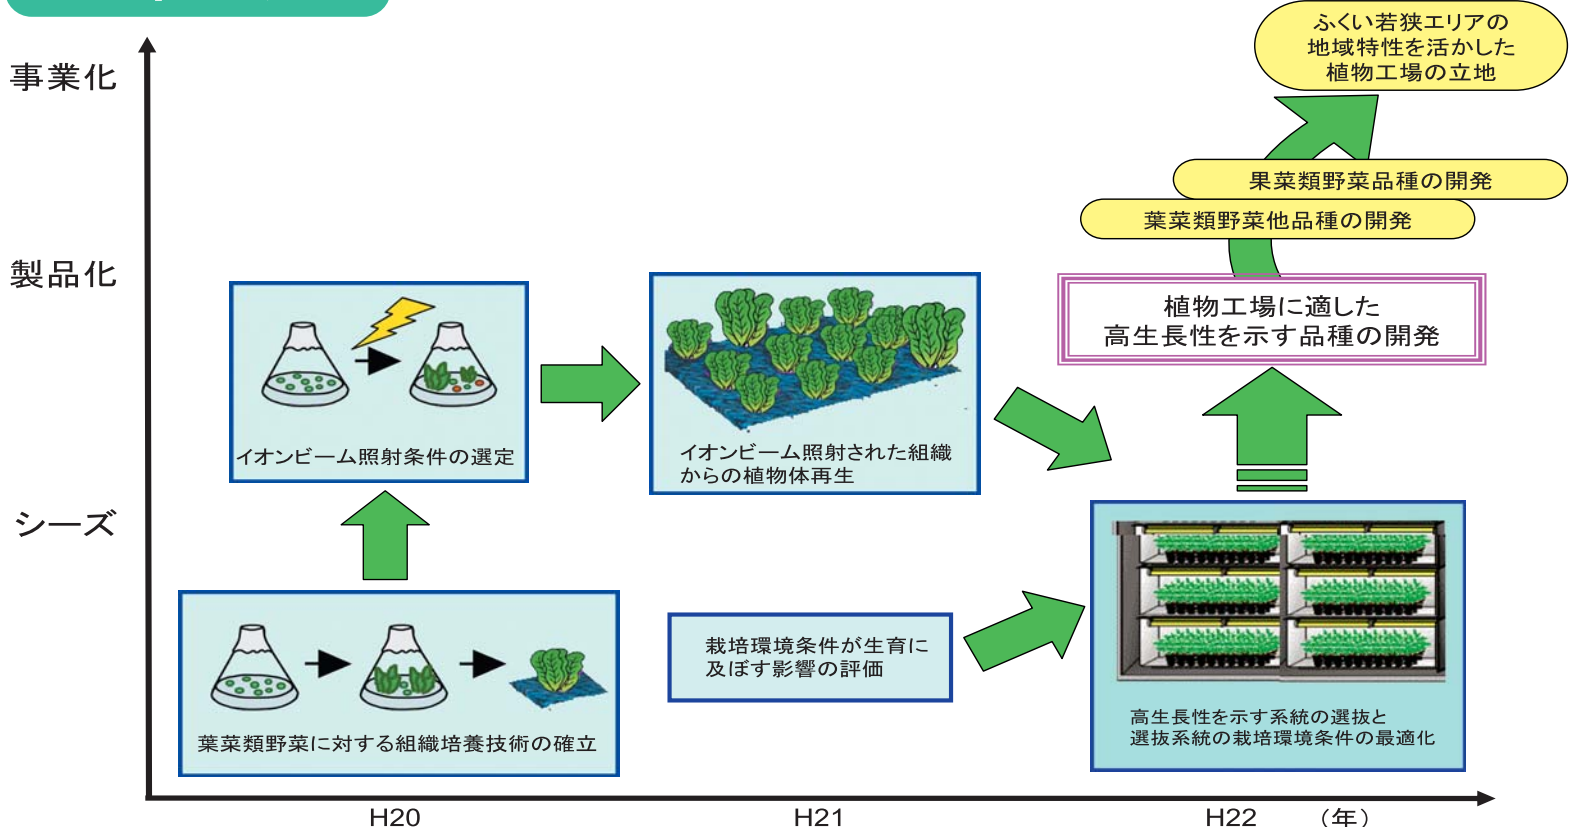 ふくい若狭エリアの
地域特性を活かした
植物工場の立地
事業化
果菜類野菜品種の開発
葉菜類野菜他品種の開発
製品化
植物工場に適した
高生長性を示す品種の開発
イオンビーム照射条件の選定
イオンビーム照射された組織
からの植物体再生
シーズ
栽培環境条件が生育に
及ぼす影響の評価
葉菜類野菜に対する組織培養技術の確立
高生長性を示す系統の選抜と
選抜系統の栽培環境条件の最適化
H20 H21 H22 （年）